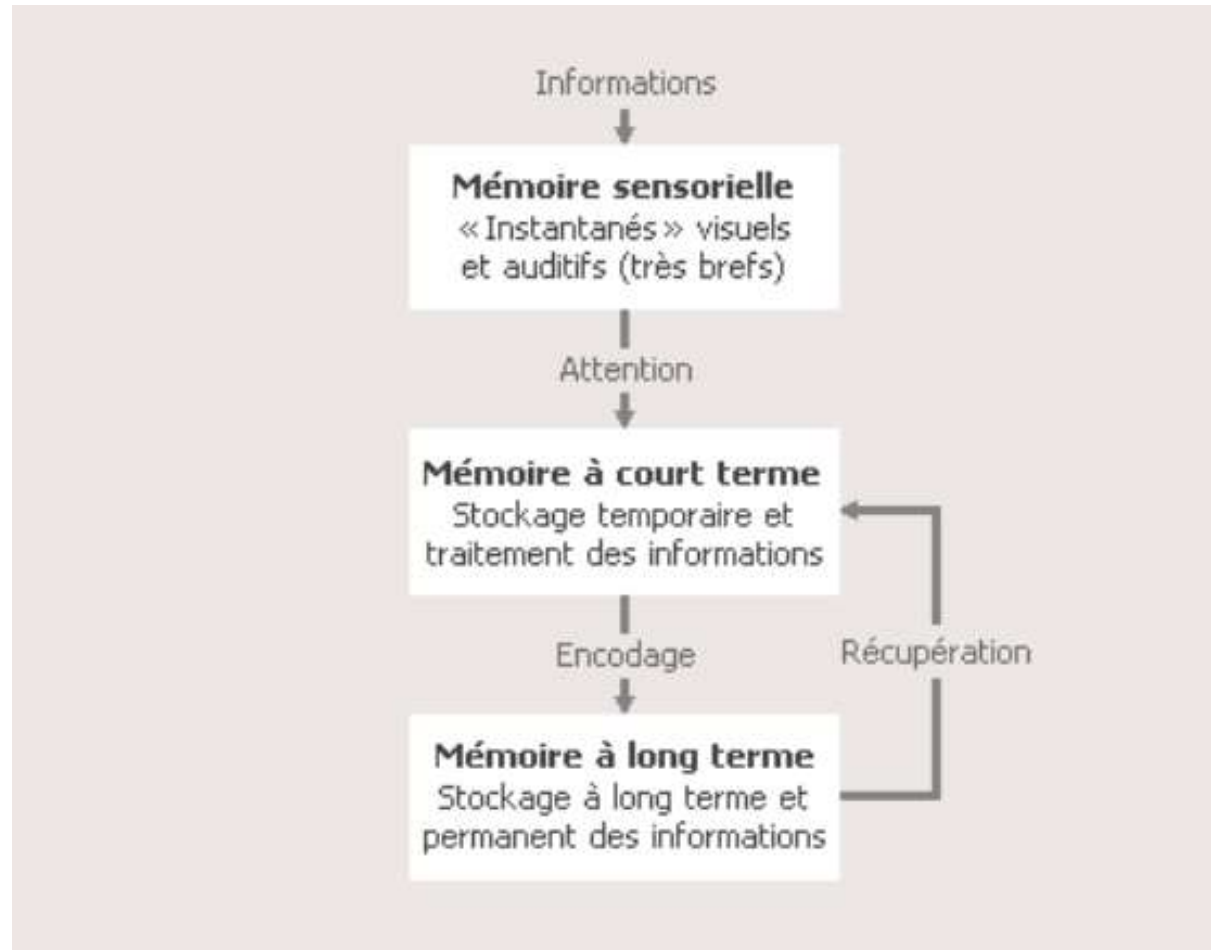 Informations
Mémoire sensorielle
« Instantanés » visuels
et auditifs (très brefs)
Attention
Mémoire à court terme
Stockage temporaire et
traitement des informations
Encodage
Récupération
Mémoire à long terme
Stockage à long terme et
permanent des informations